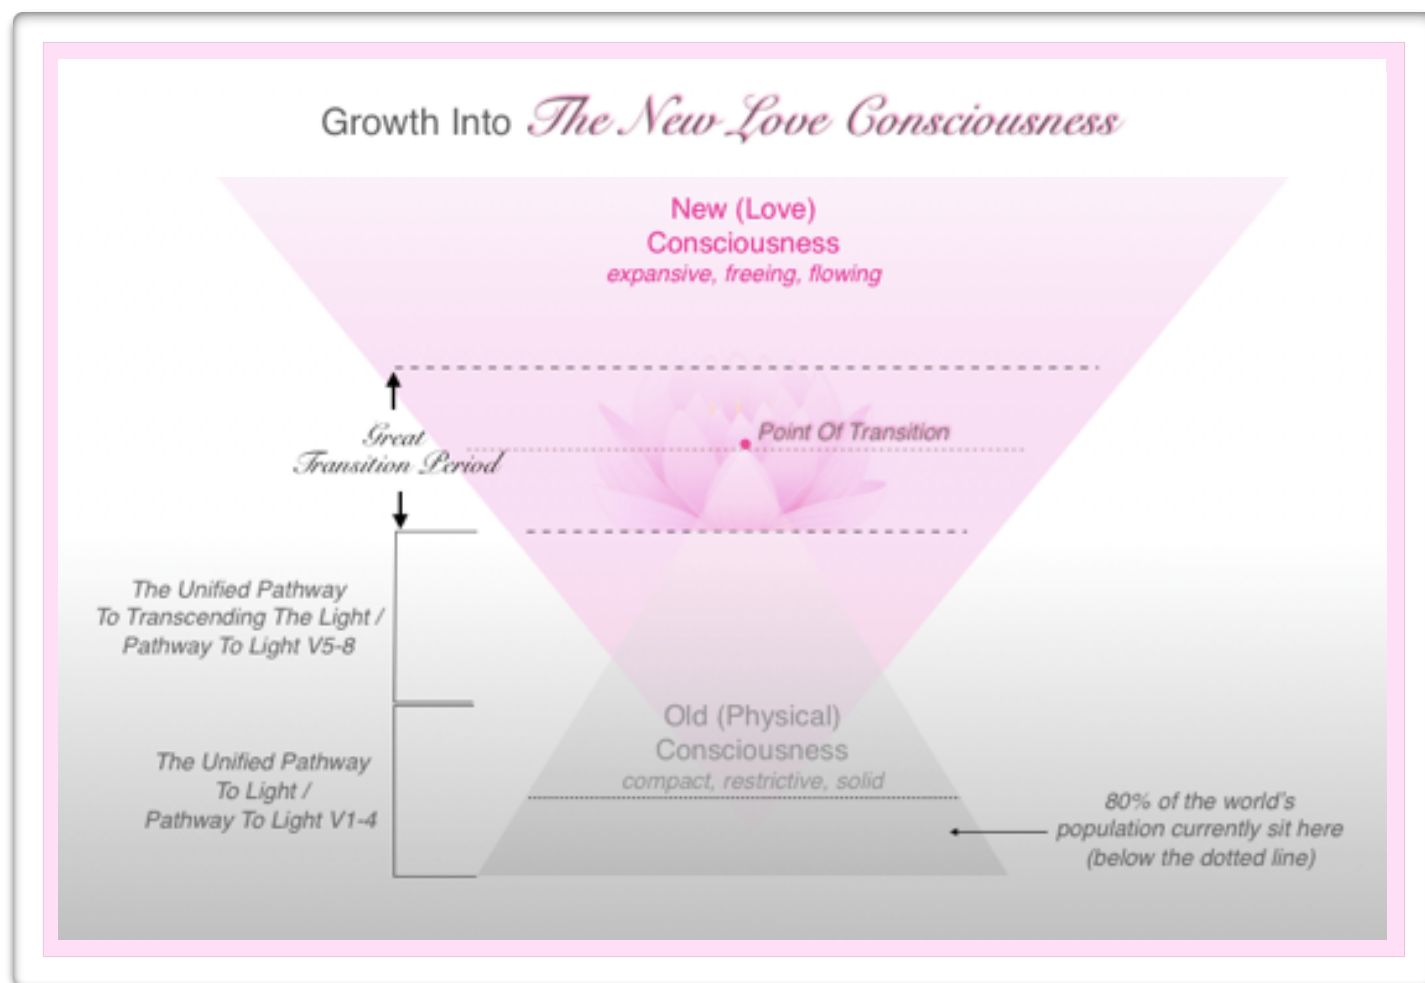 Growth Into The New Love Consciousness
New (Love)
Consciousness
expansive, freeing, flowing
Point Of Transition
Great
Transition Period
The Unified Pathway
To Transcending The Light /
Pathway To Light V5-8
Old (Physical)
Consciousness
compact, restrictive, solid
The Unified Pathway
To Light /
Pathway To Light V1-4
80% of the world's
population currently sit here
(below the dotted line)